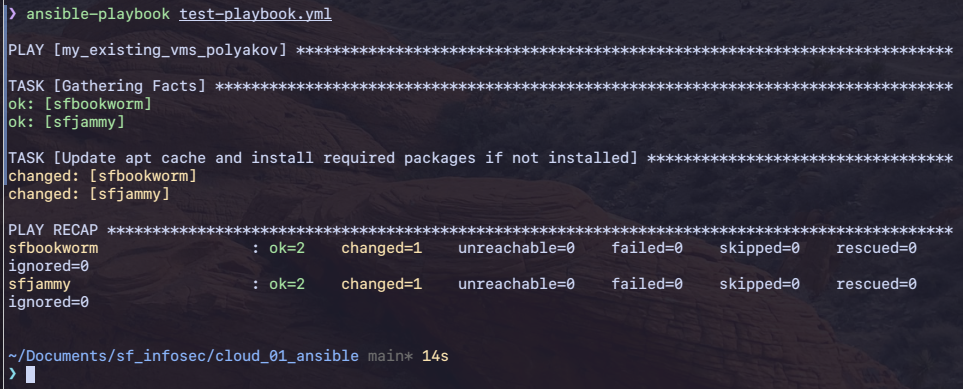 ❯ ansible-playbook test-playbook.yml
PLAY [my_existing_vms_polyakov] *************************************************************************
TASK [Gathering Facts] **********************************************************************************
ok: [sfbookworm]
ok: [sfjammy]
TASK [Update apt cache and install required packages if not installed] **********************************
changed: [sfbookworm]
changed: [sfjammy]
PLAY RECAP **********************************************************************************************
sfbookworm                 : ok=2    changed=1    unreachable=0    failed=0    skipped=0    rescued=0
ignored=0
sfjammy                    : ok=2    changed=1    unreachable=0    failed=0    skipped=0    rescued=0
ignored=0
~/Documents/sf_infosec/cloud_01_ansible main* 14s
❯